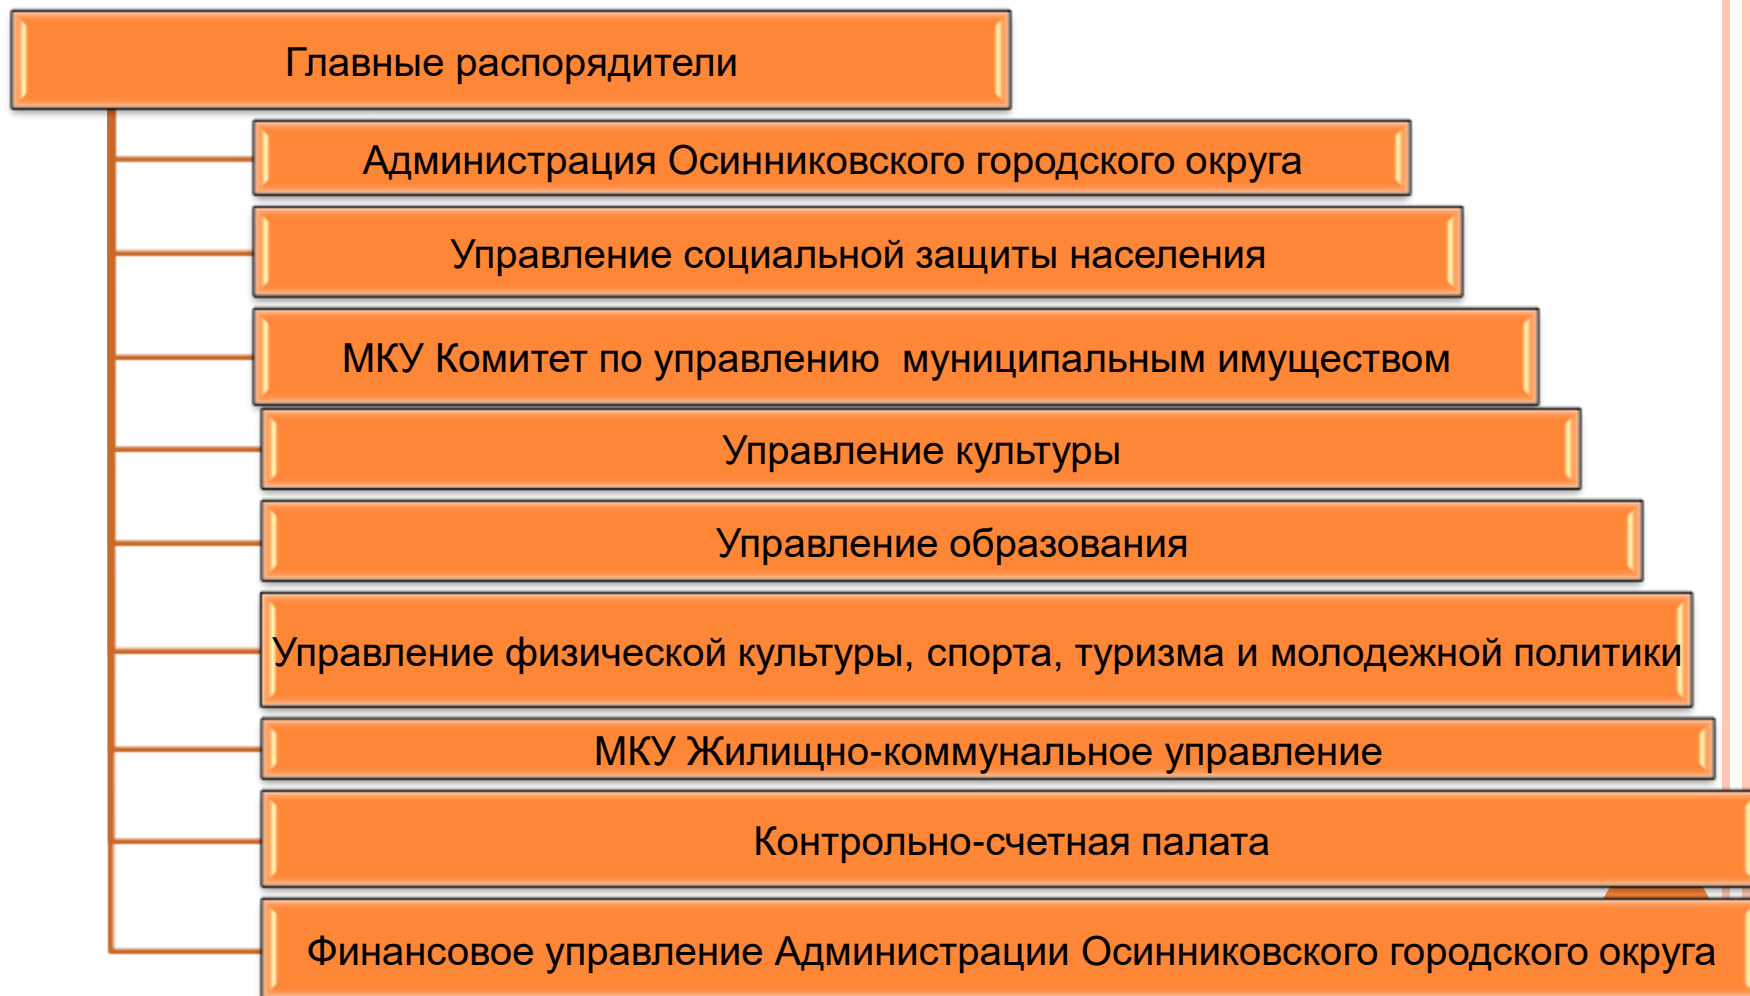 Главные распорядители
Администрация Осинниковского городского округа
Управление социальной защиты населения
МКУ Комитет по управлению  муниципальным имуществом
Управление культуры
Управление образования
Управление физической культуры, спорта, туризма и молодежной политики
МКУ Жилищно-коммунальное управление
Контрольно-счетная палата
Финансовое управление Администрации Осинниковского городского округа